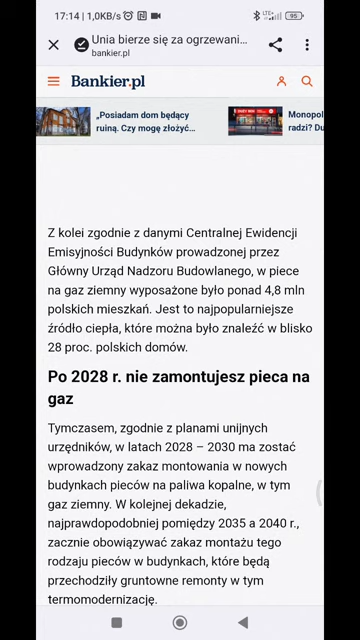 17:14 | 1,0KB/s
LTE
95
Unia bierze się za ogrzewani...
bankier.pl
Bankier.pl
„Posiadam dom będący
ruiną. Czy mogę złożyć...
Monopol
radzi? Du
Z kolei zgodnie z danymi Centralnej Ewidencji
Emisyjności Budynków prowadzonej przez
Główny Urząd Nadzoru Budowlanego, w piece
na gaz ziemny wyposażone było ponad 4,8 mln
polskich mieszkań. Jest to najpopularniejsze
źródło ciepła, które można było znaleźć w blisko
28 proc. polskich domów.
Po 2028 r. nie zamontujesz pieca na
gaz
Tymczasem, zgodnie z planami unijnych
urzędników, w latach 2028 – 2030 ma zostać
wprowadzony zakaz montowania w nowych
budynkach pieców na paliwa kopalne, w tym
gaz ziemny. W kolejnej dekadzie,
najprawdopodobniej pomiędzy 2035 a 2040 r.,
zacznie obowiązywać zakaz montażu tego
rodzaju pieców w budynkach, które będą
przechodziły gruntowne remonty w tym
termomodernizację.